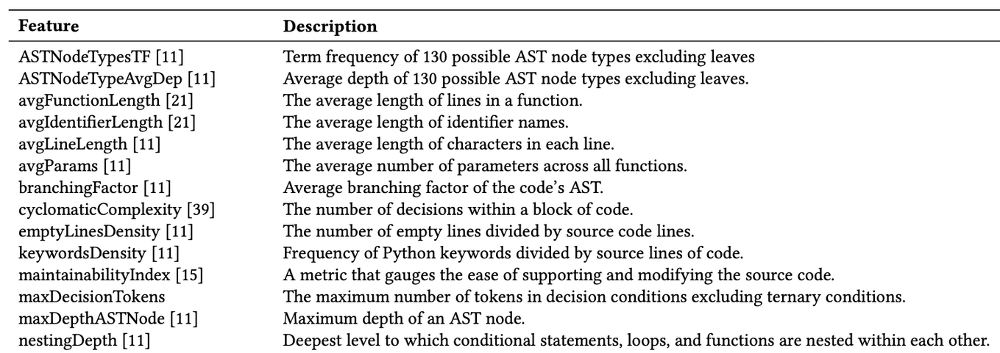 Feature Description
ASTNodeTypesTF [11] Term frequency of 130 possible AST node types excluding leaves
ASTNodeTypeAvgDep [11] Average depth of 130 possible AST node types excluding leaves.
avgFunctionLength [21] The average length of lines in a function.
avgIdentifierLength [21] The average length of identifier names.
avgLineLength [11] The average length of characters in each line.
avgParams [11] The average number of parameters across all functions.
branchingFactor [11] Average branching factor of the code’s AST.
cyclomaticComplexity [39] The number of decisions within a block of code.
emptyLinesDensity [11] The number of empty lines divided by source code lines.
keywordsDensity [11] Frequency of Python keywords divided by source lines of code.
maintainabilityIndex [15] A metric that gauges the ease of supporting and modifying the source code.
maxDecisionTokens The maximum number of tokens in decision conditions excluding ternary conditions.
maxDepthASTNode [11] Maximum depth of an AST node.
nestingDepth [11] Deepest level to which conditional statements, loops, and functions are nested within each other.